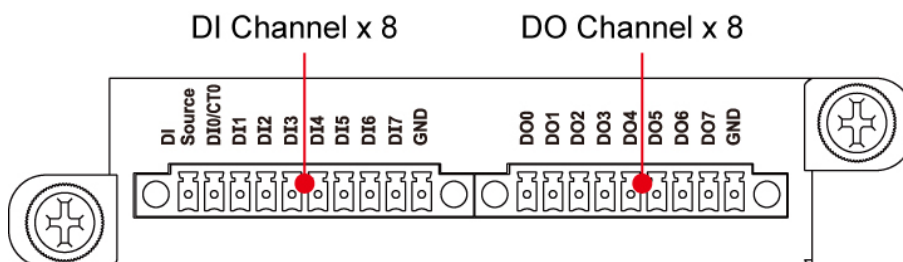 DI Channel x 8
DO Channel x 8
DI
Source
DI0/CT0
DI1
DI2
DI3
DI4
DI5
DI6
DI7
GND
DO0
DO1
DO2
DO3
DO4
DO5
DO6
DO7
GND